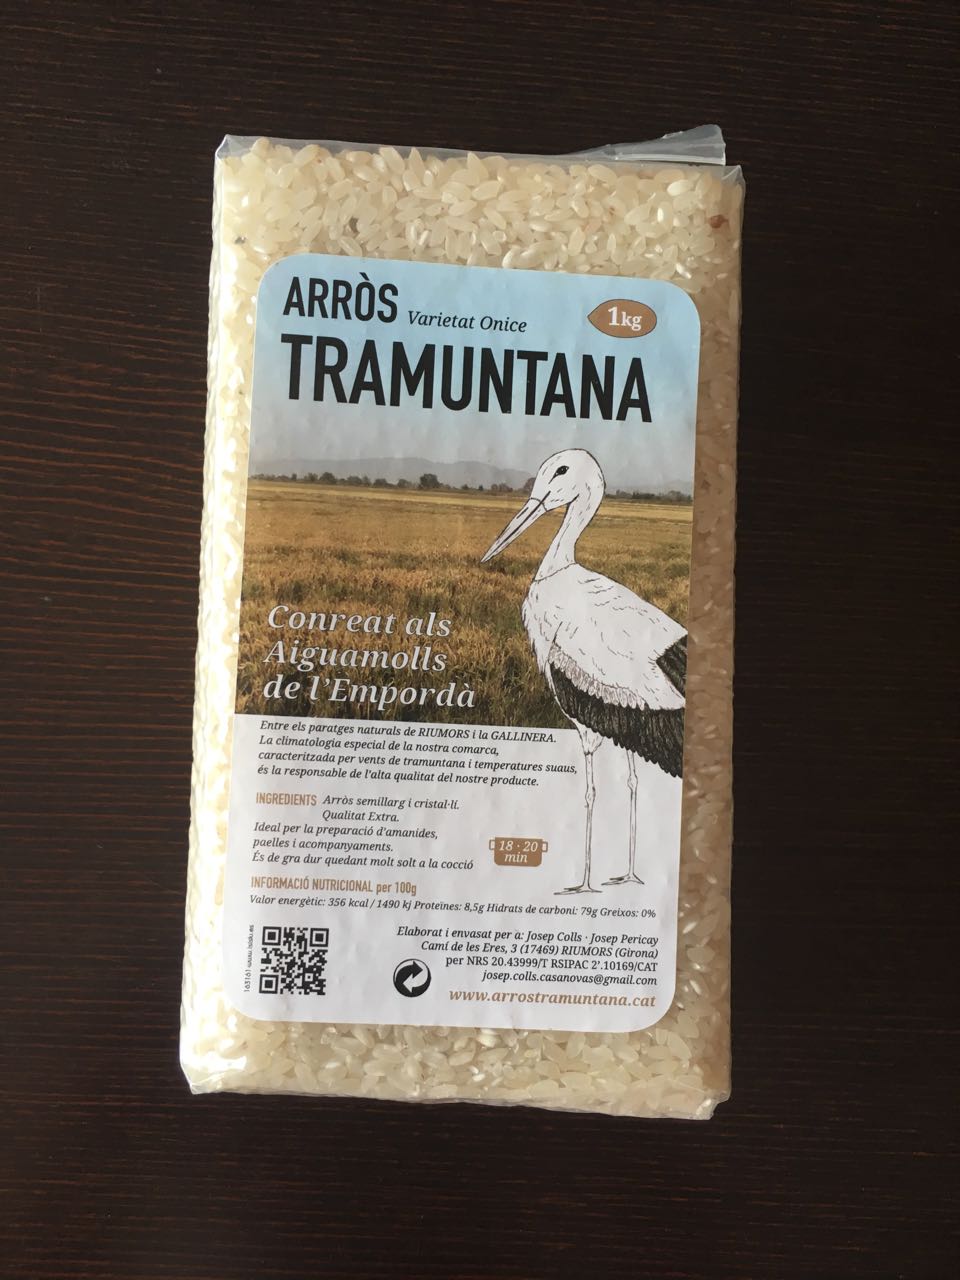 ARRÒS Varietat Onice
1kg
TRAMUNTANA
Conreat als
Aiguamolls
de l'Empordà
Entre els paratges naturals de RIUMORS i la GALLINERA.
La climatologia especial de la nostra comarca,
caracteritzada per vents de tramuntana i temperatures suaus,
és la responsable de l'alta qualitat del nostre producte.
INGREDIENTS Arròs semillarg i cristal·lí.
Qualitat Extra.
Ideal per la preparació d'amanides,
paelles i acompanyaments.
És de gra dur quedant molt solt a la cocció
18 · 20
min
INFORMACIÓ NUTRICIONAL per 100g
Valor energètic: 356 kcal / 1490 kj Proteïnes: 8,5g Hidrats de carboni: 79g Greixos: 0%
Elaborat i envasat per a: Josep Colls · Josep Pericay
Camí de les Eres, 3 (17469) RIUMORS (Girona)
per NRS 20.43999/T RSIPAC 2'.10169/CAT
josep.colls.casanovas@gmail.com
www.arrostramuntana.cat